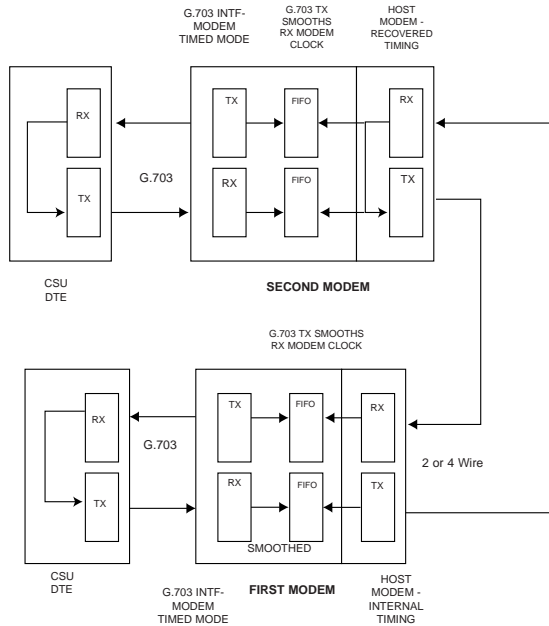 G.703 INTF-
MODEM
TIMED MODE
G.703 TX
SMOOTHS
RX MODEM
CLOCK
HOST
MODEM -
RECOVERED
TIMING
RX
TX
G.703
TX
FIFO
RX
RX
FIFO
TX
CSU
DTE
SECOND MODEM
G.703 TX SMOOTHS
RX MODEM CLOCK
RX
TX
G.703
TX
FIFO
RX
RX
FIFO
TX
SMOOTHED
2 or 4 Wire
CSU
DTE
G.703 INTF-
MODEM
TIMED MODE
FIRST MODEM
HOST
MODEM -
INTERNAL
TIMING